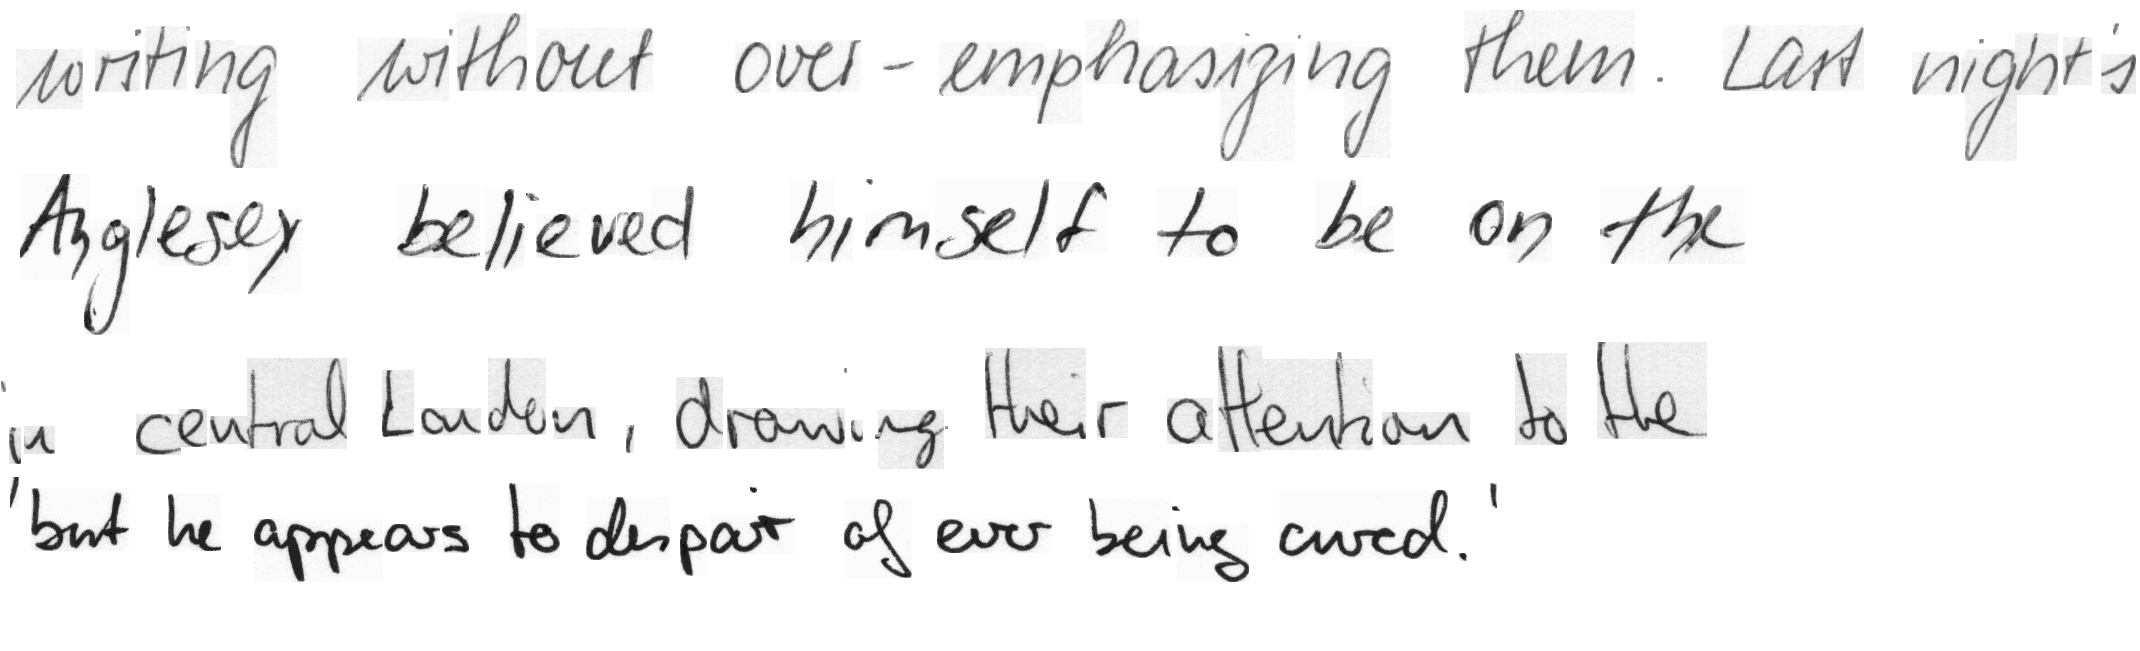 writing without over-emphasizing them. Last night's
Anglesey believed himself to be on the
in central London, drawing their attention to the
'but he appears to despair of ever being cured.'